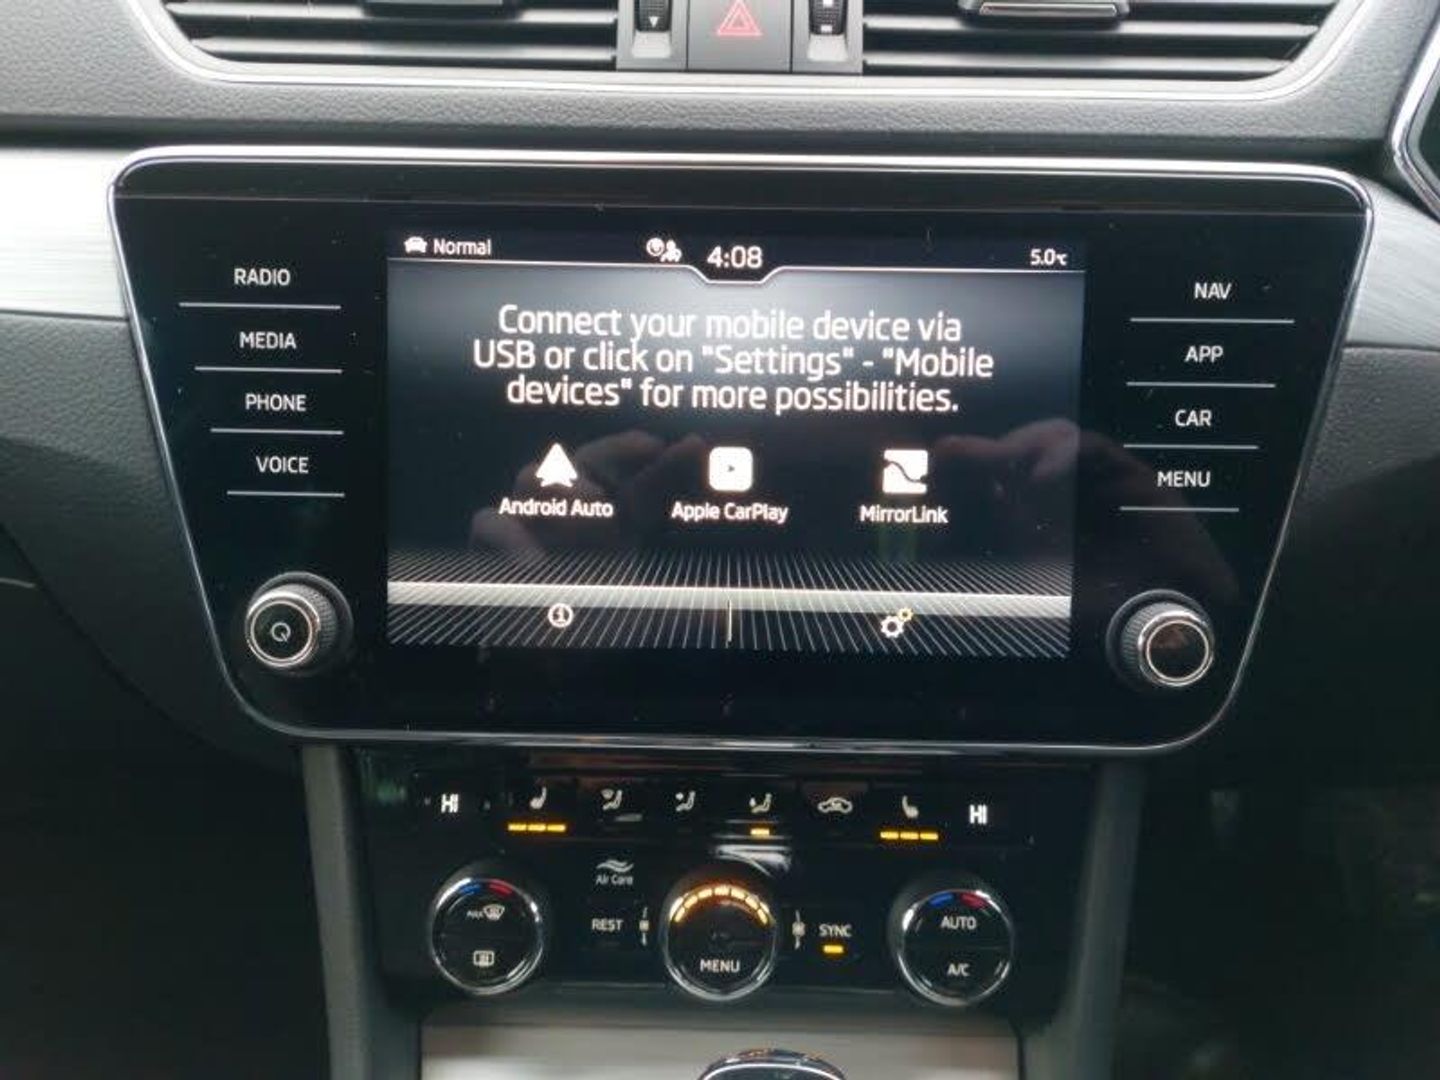 Normal 4:08 5.0℃
RADIO
MEDIA
PHONE
VOICE
Connect your mobile device via
USB or click on "Settings" - "Mobile
devices" for more possibilities.
Android Auto Apple CarPlay MirrorLink
NAV
APP
CAR
MENU
HI HI
Air Care
MAX
REST
MENU
SYNC
AUTO
A/C